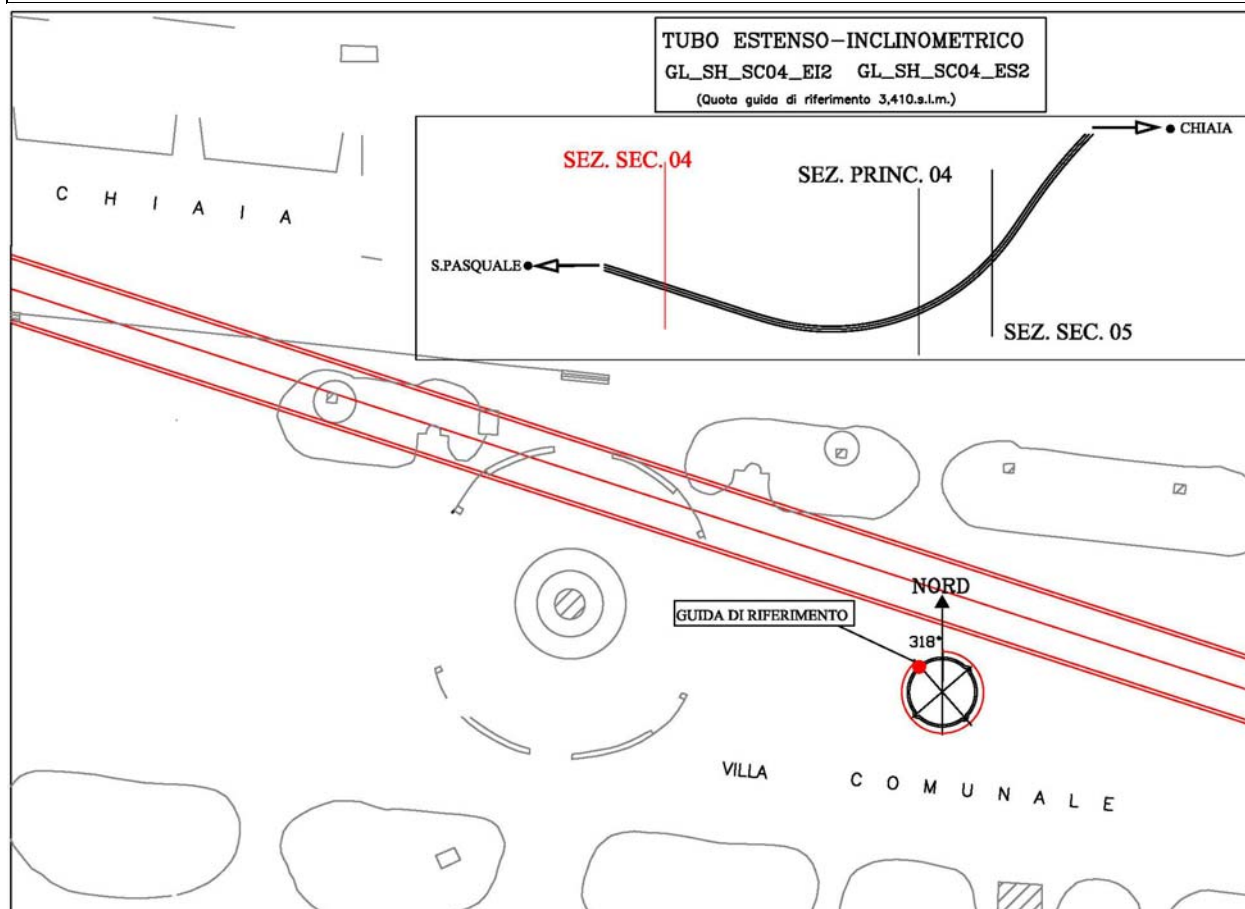 TUBO ESTENSO-INCLINOMETRICO
GL_SH_SC04_EI2 GL_SH_SC04_ES2
(Quota guida di riferimento 3,410.s.l.m.)
CHIAIA
SEZ. SEC. 04
SEZ. PRINC. 04
S.PASQUALE
SEZ. SEC. 05
C H I A I A
NORD
GUIDA DI RIFERIMENTO
318°
VILLA C O M U N A L E